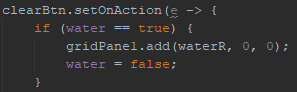 clearBtn.setOnAction(e -> {
    if (water == true) {
        gridPanel.add(waterR, 0, 0);
        water = false;
    }